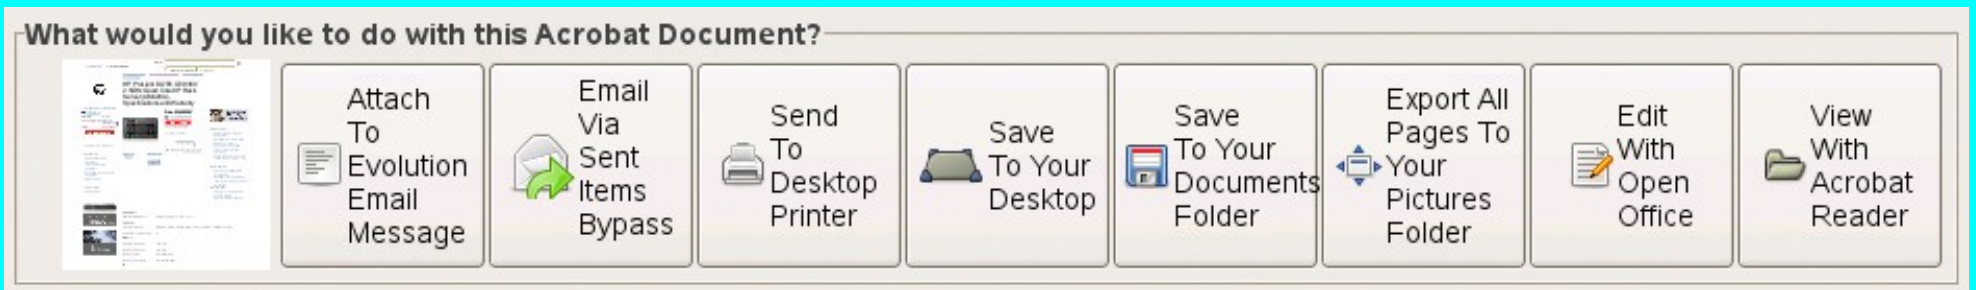 What would you like to do with this Acrobat Document?
Attach
To
Evolution
Email
Message
Email
Via
Sent
Items
Bypass
Send
To
Desktop
Printer
Save
To Your
Desktop
Save
To Your
Documents
Folder
Export All
Pages To
Your
Pictures
Folder
Edit
With
Open
Office
View
With
Acrobat
Reader